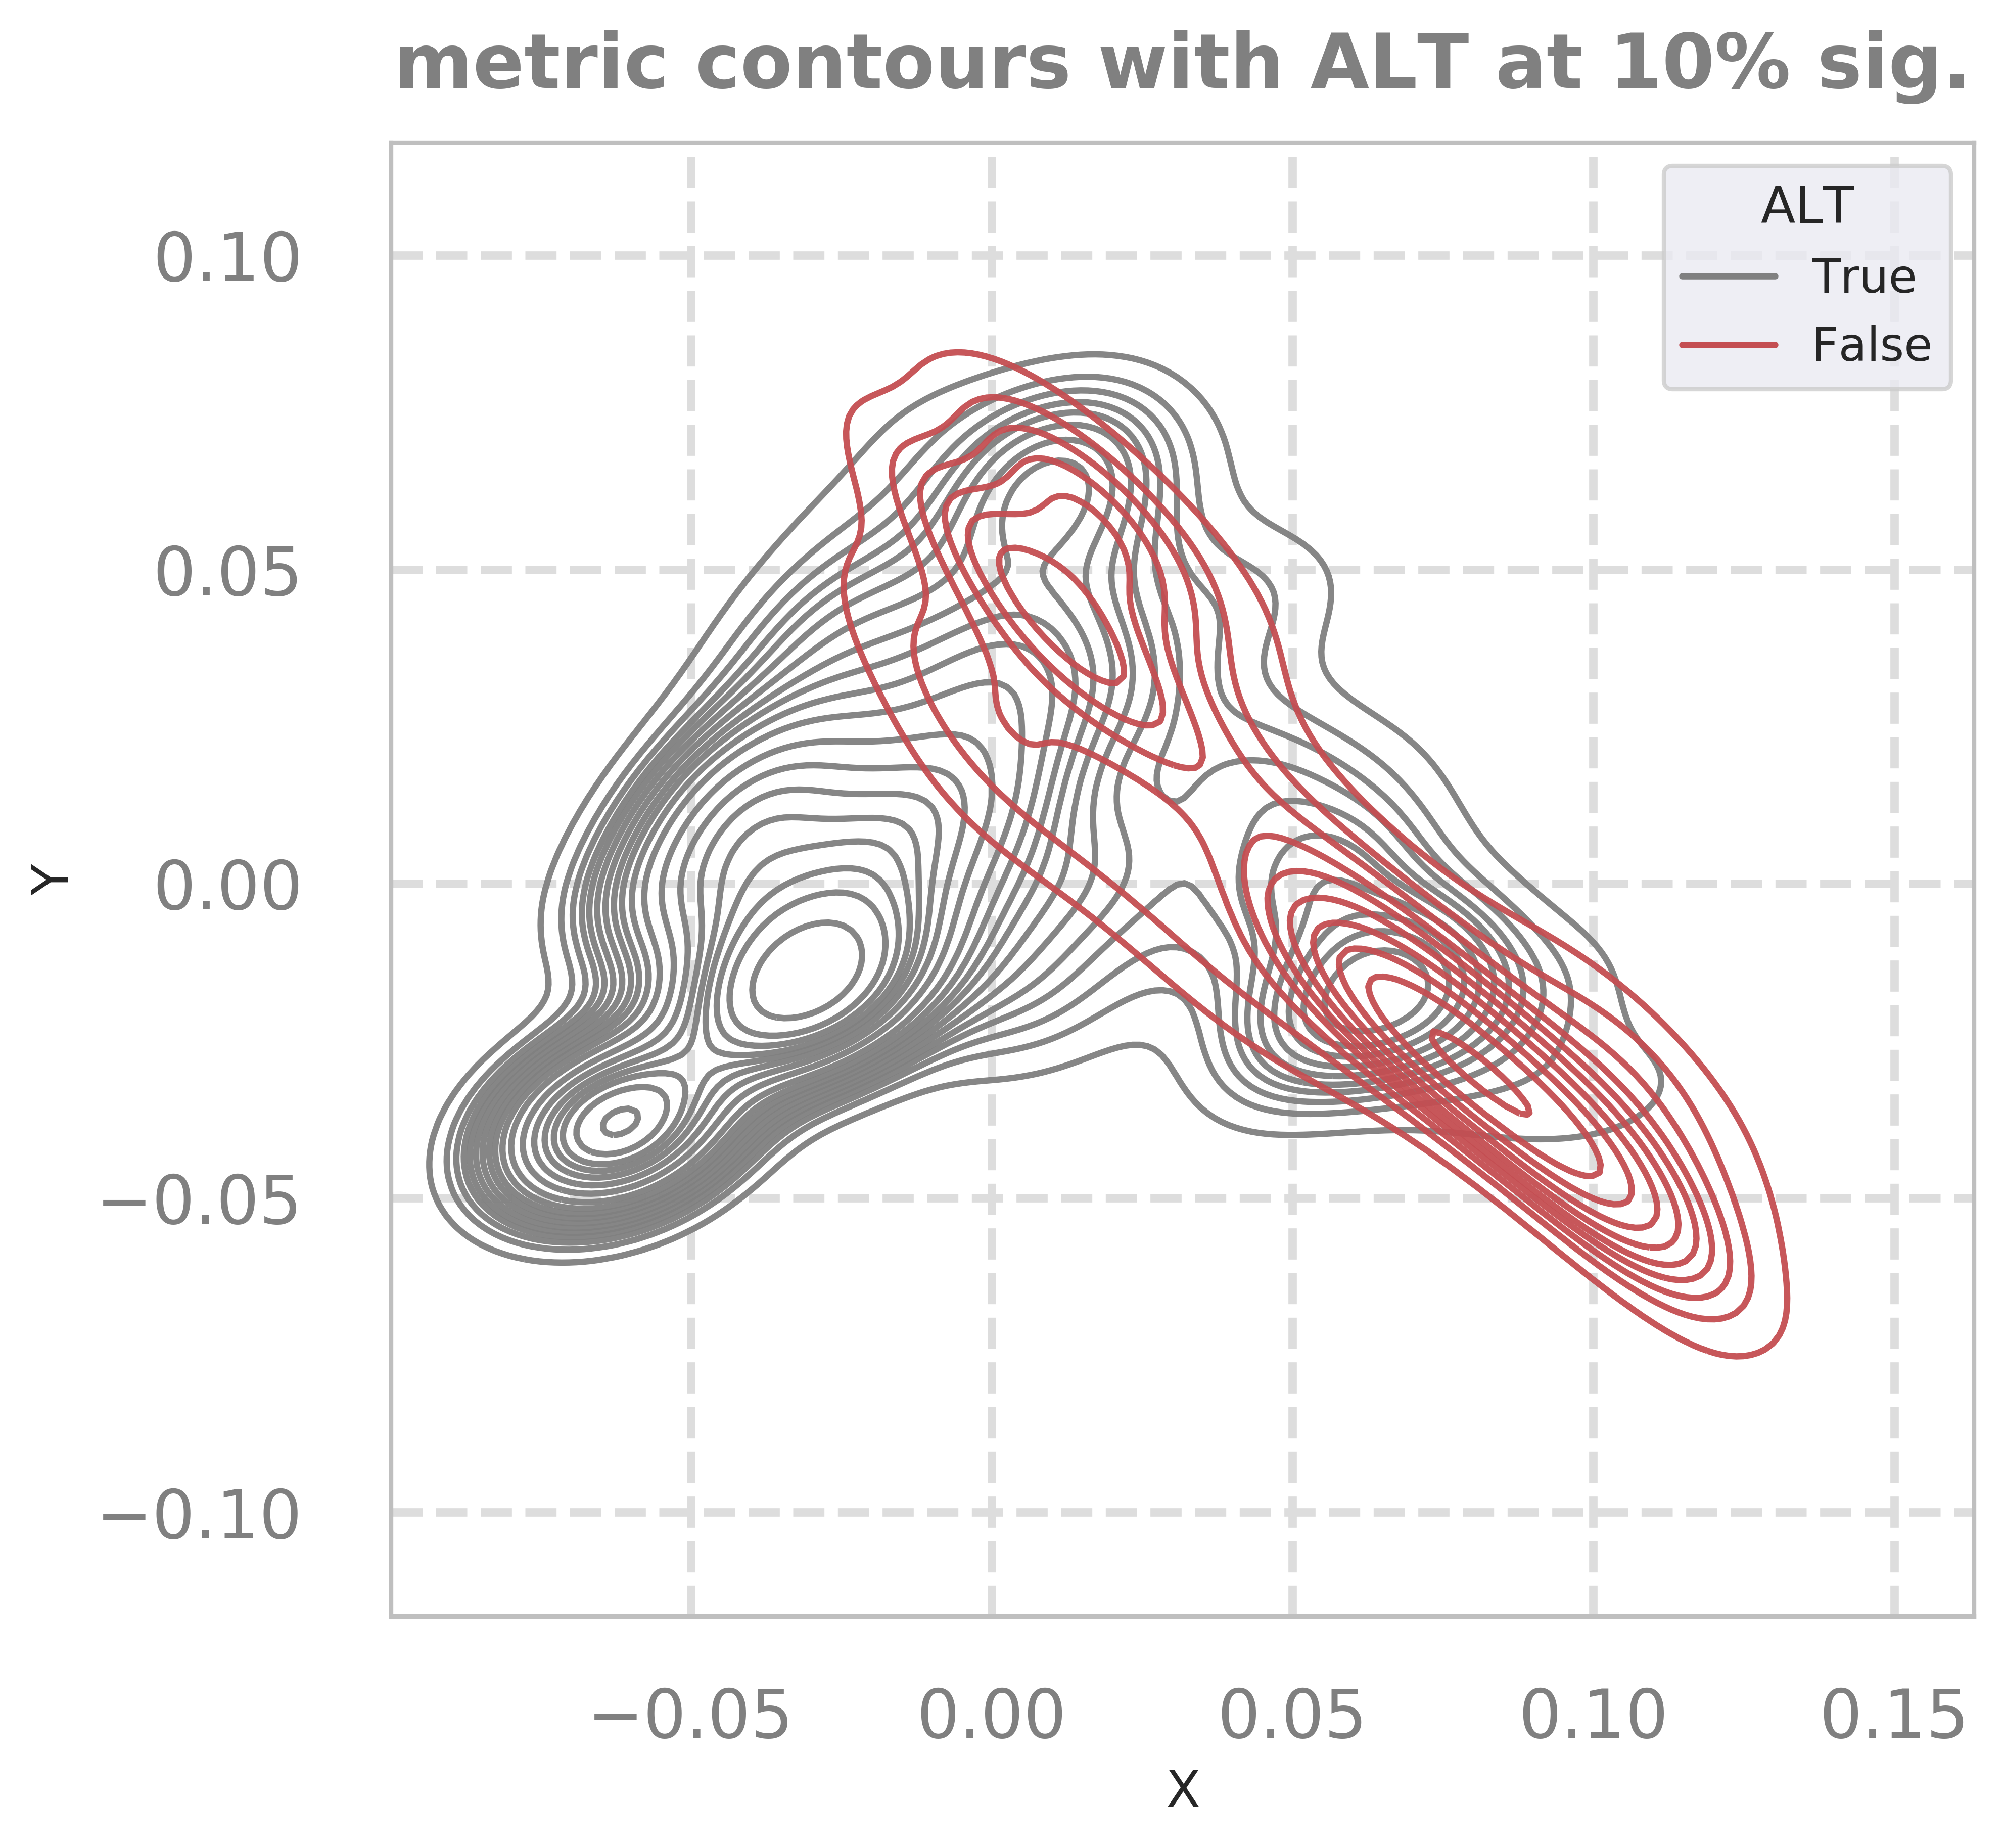 metric contours with ALT at 10% sig.
ALT
True
False
0.10
0.05
0.00
−0.05
−0.10
Y
−0.05 0.00 0.05 0.10 0.15
X